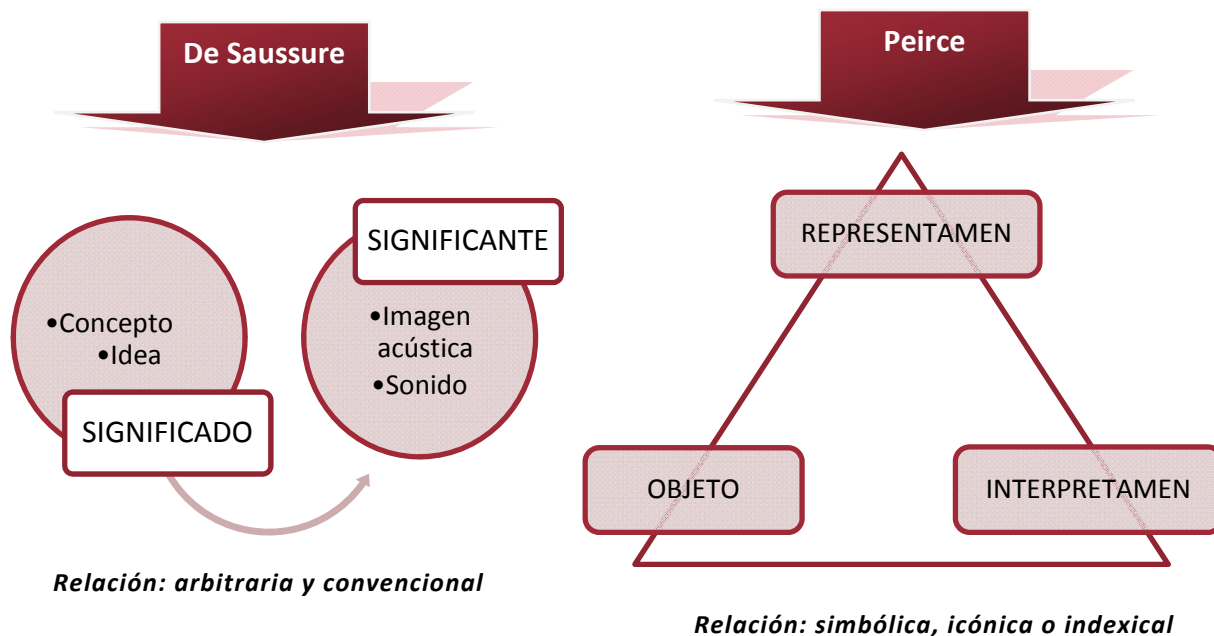 De Saussure
SIGNIFICANTE
•Concepto
•Idea
•Imagen
acústica
•Sonido
SIGNIFICADO
Relación: arbitraria y convencional
Peirce
REPRESENTAMEN
OBJETO
INTERPRETAMEN
Relación: simbólica, icónica o indexical